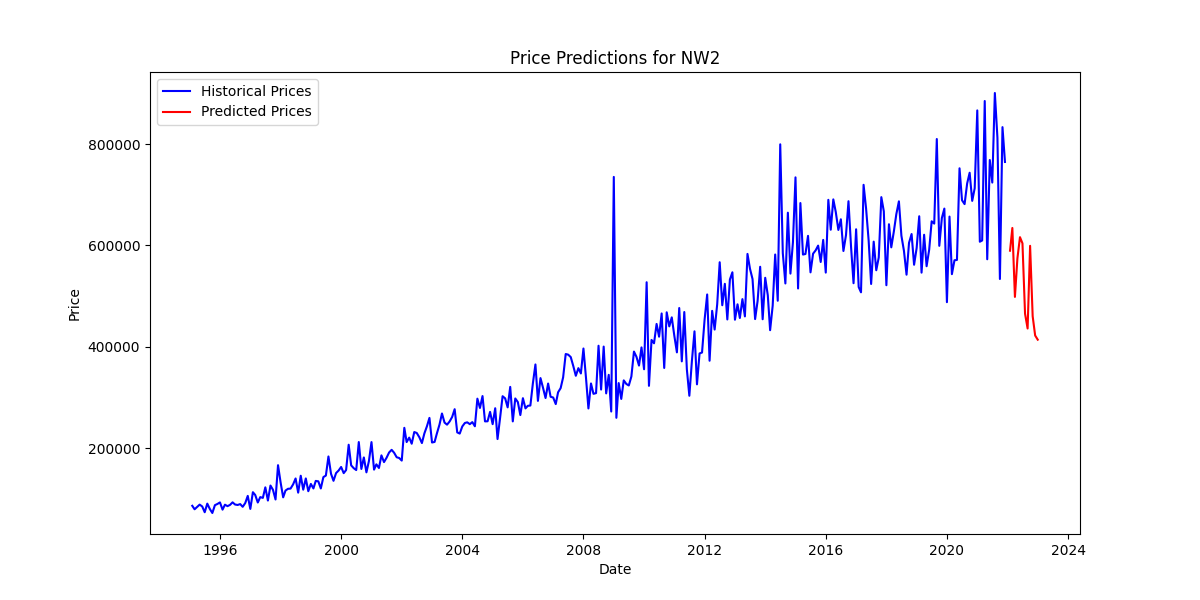 Price Predictions for NW2
Historical Prices
Predicted Prices
Price
800000
600000
400000
200000
1996 2000 2004 2008 2012 2016 2020 2024
Date